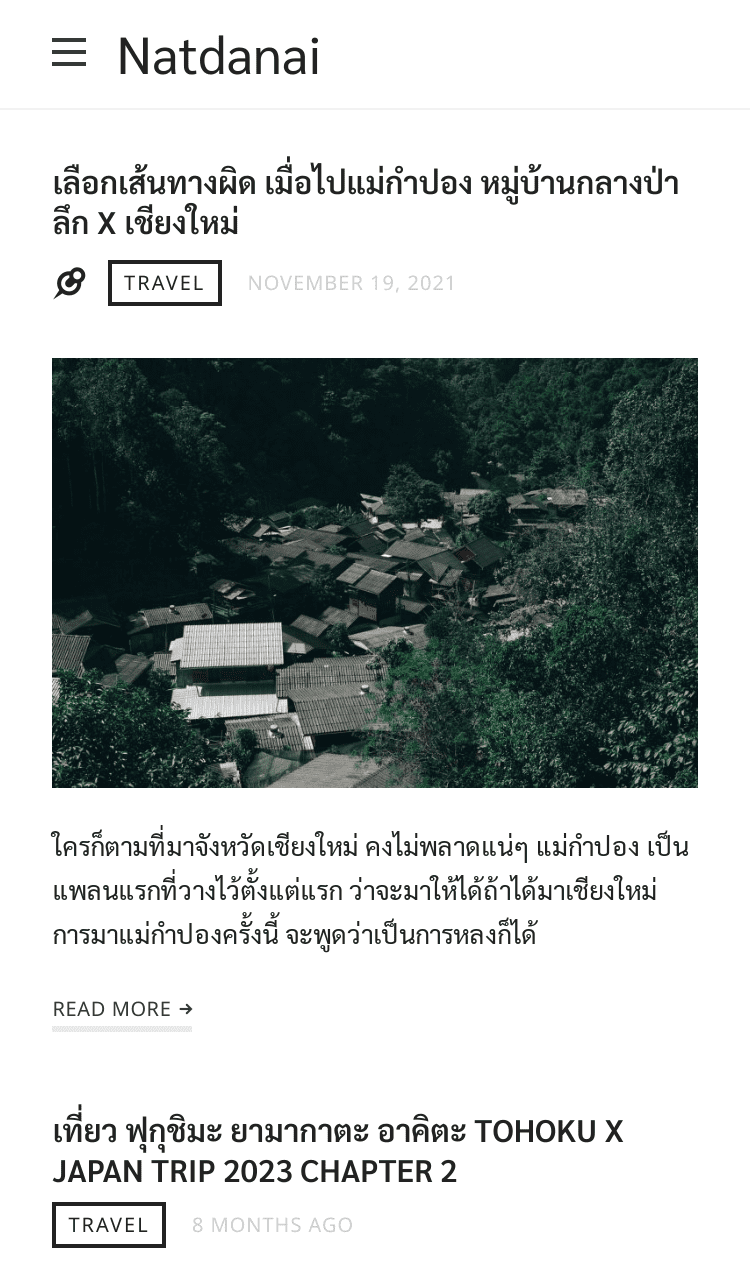 Natdanai
เลือกเส้นทางผิด เมื่อไปแม่กำปอง หมู่บ้านกลางป่า
ลึก X เชียงใหม่
TRAVEL NOVEMBER 19, 2021
ใครก็ตามที่มาจังหวัดเชียงใหม่ คงไม่พลาดแน่ๆ แม่กำปอง เป็น
แพลนแรกที่วางไว้ตั้งแต่แรก ว่าจะมาให้ได้ถ้าได้มาเชียงใหม่
การมาแม่กำปองครั้งนี้ จะพูดว่าเป็นการหลงก็ได้
READ MORE →
เที่ยว ฟุกุชิมะ ยามากาตะ อาคิตะ TOHOKU X
JAPAN TRIP 2023 CHAPTER 2
TRAVEL 8 MONTHS AGO